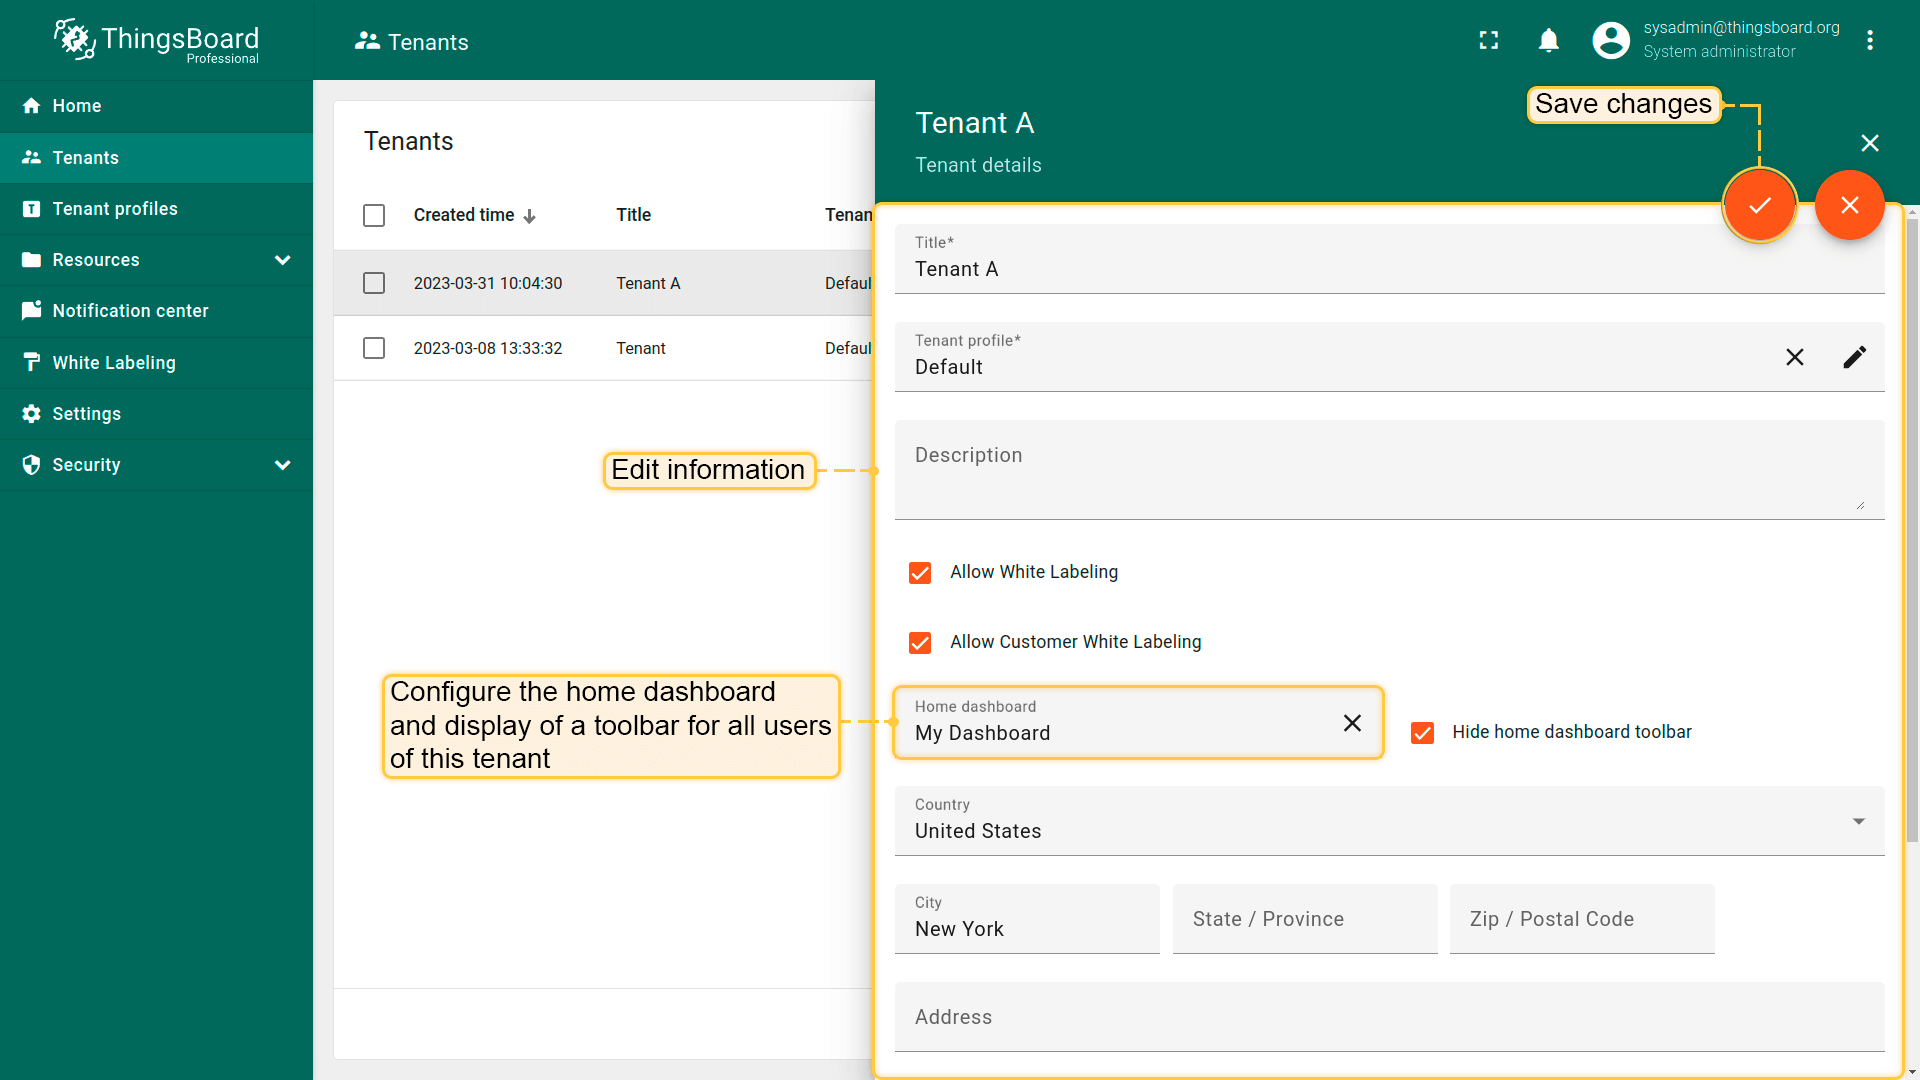 ThingsBoard
Professional
Tenants
sysadmin@thingsboard.org
System administrator
Home
Tenants
Tenant profiles
Resources
Notification center
White Labeling
Settings
Security
Tenants
Created time
Title
Tenan
2023-03-31 10:04:30
Tenant A
Defaul
2023-03-08 13:33:32
Tenant
Defaul
Tenant A
Tenant details
Save changes
Title*
Tenant A
Tenant profile*
Default
Description
Edit information
Allow White Labeling
Allow Customer White Labeling
Configure the home dashboard
and display of a toolbar for all users
of this tenant
Home dashboard
My Dashboard
Hide home dashboard toolbar
Country
United States
City
New York
State / Province
Zip / Postal Code
Address